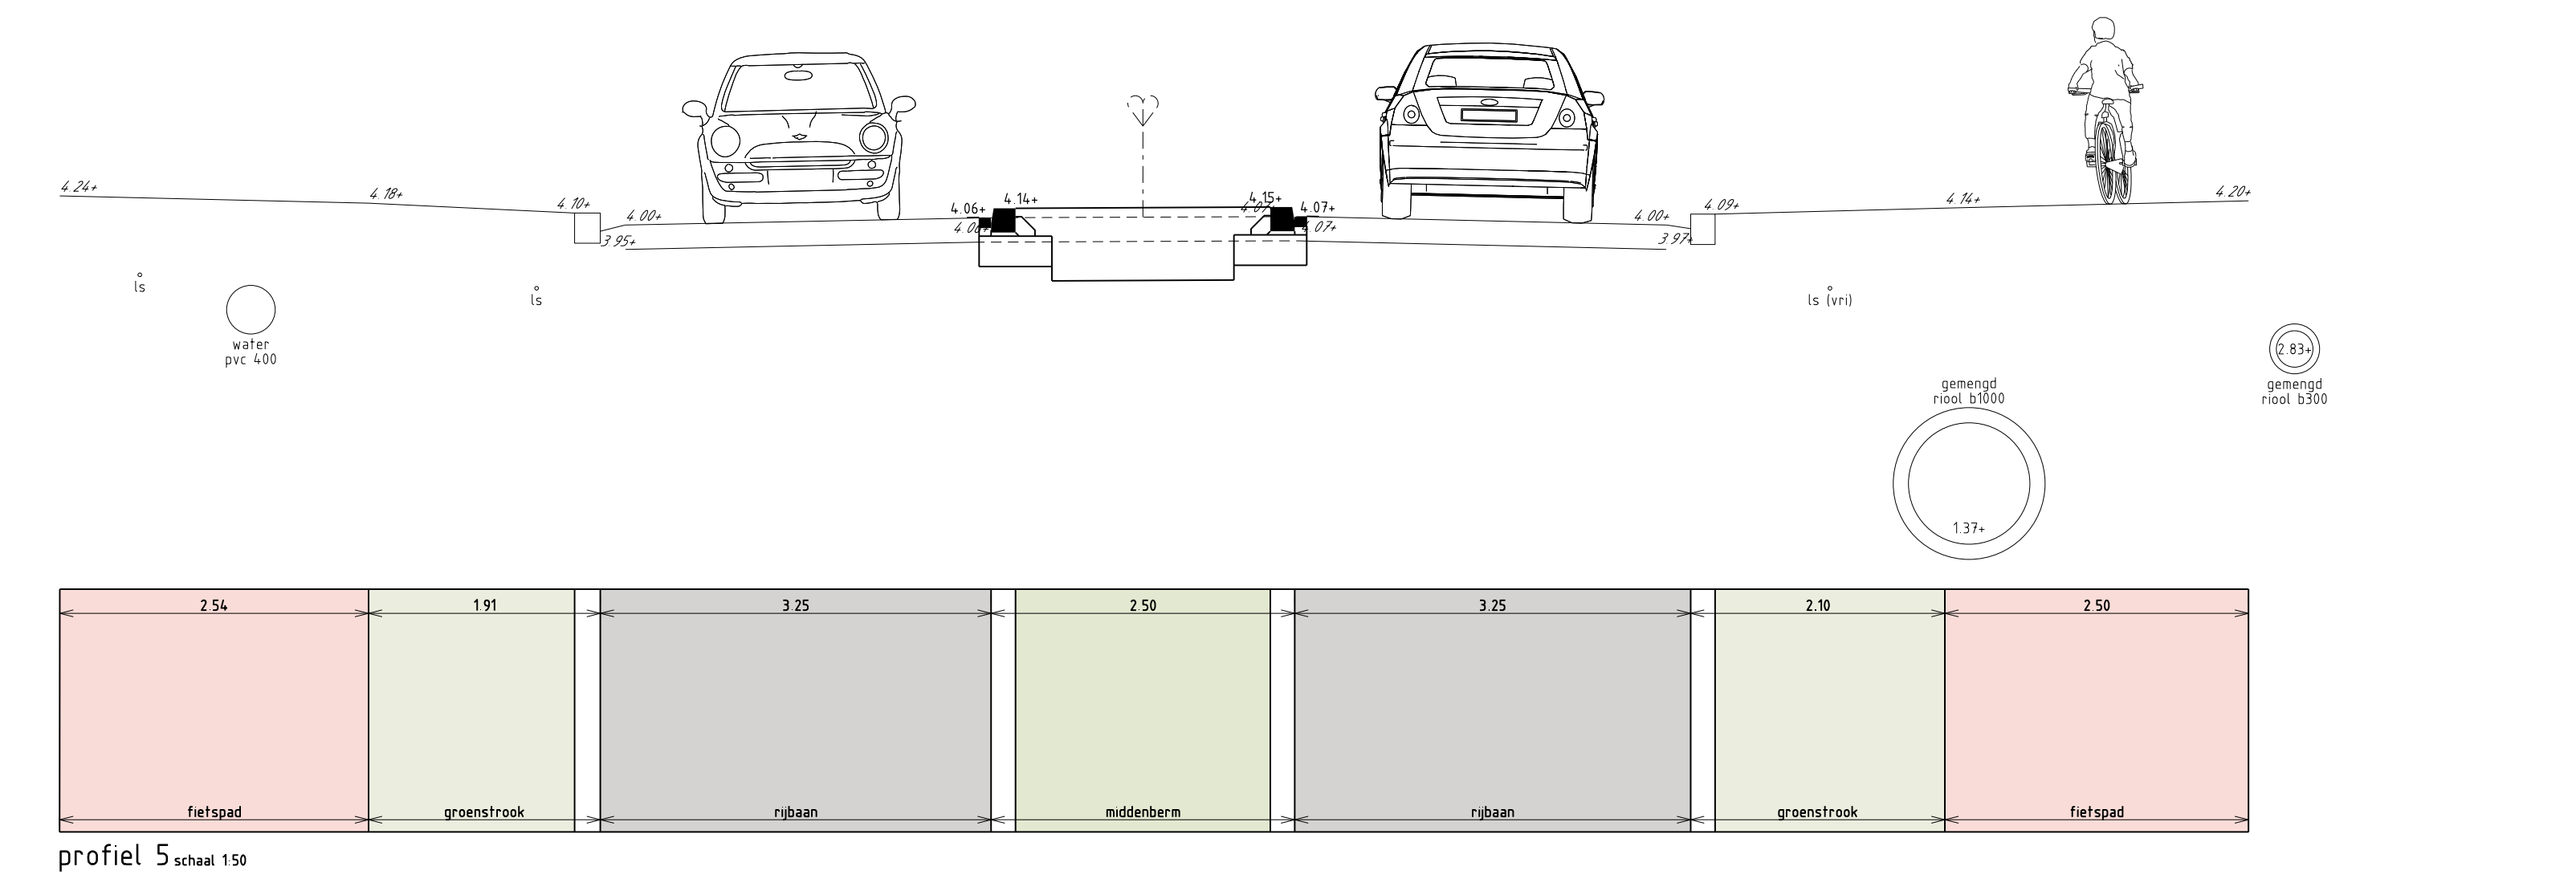 4.24+
4.18+
4.10+
4.00+
3.95+
4.06+
4.14+
4.15+
4.07+
4.07+
4.00+
3.97+
4.09+
4.14+
4.20+
ls
ls
ls (vri)
water
pvc 400
2.83+
gemengd
riool b300
gemengd
riool b1000
1.37+
2.54 1.91 3.25 2.50 3.25 2.10 2.50
fietspad groenstrook rijbaan middenberm rijbaan groenstrook fietspad
profiel 5 schaal 1:50